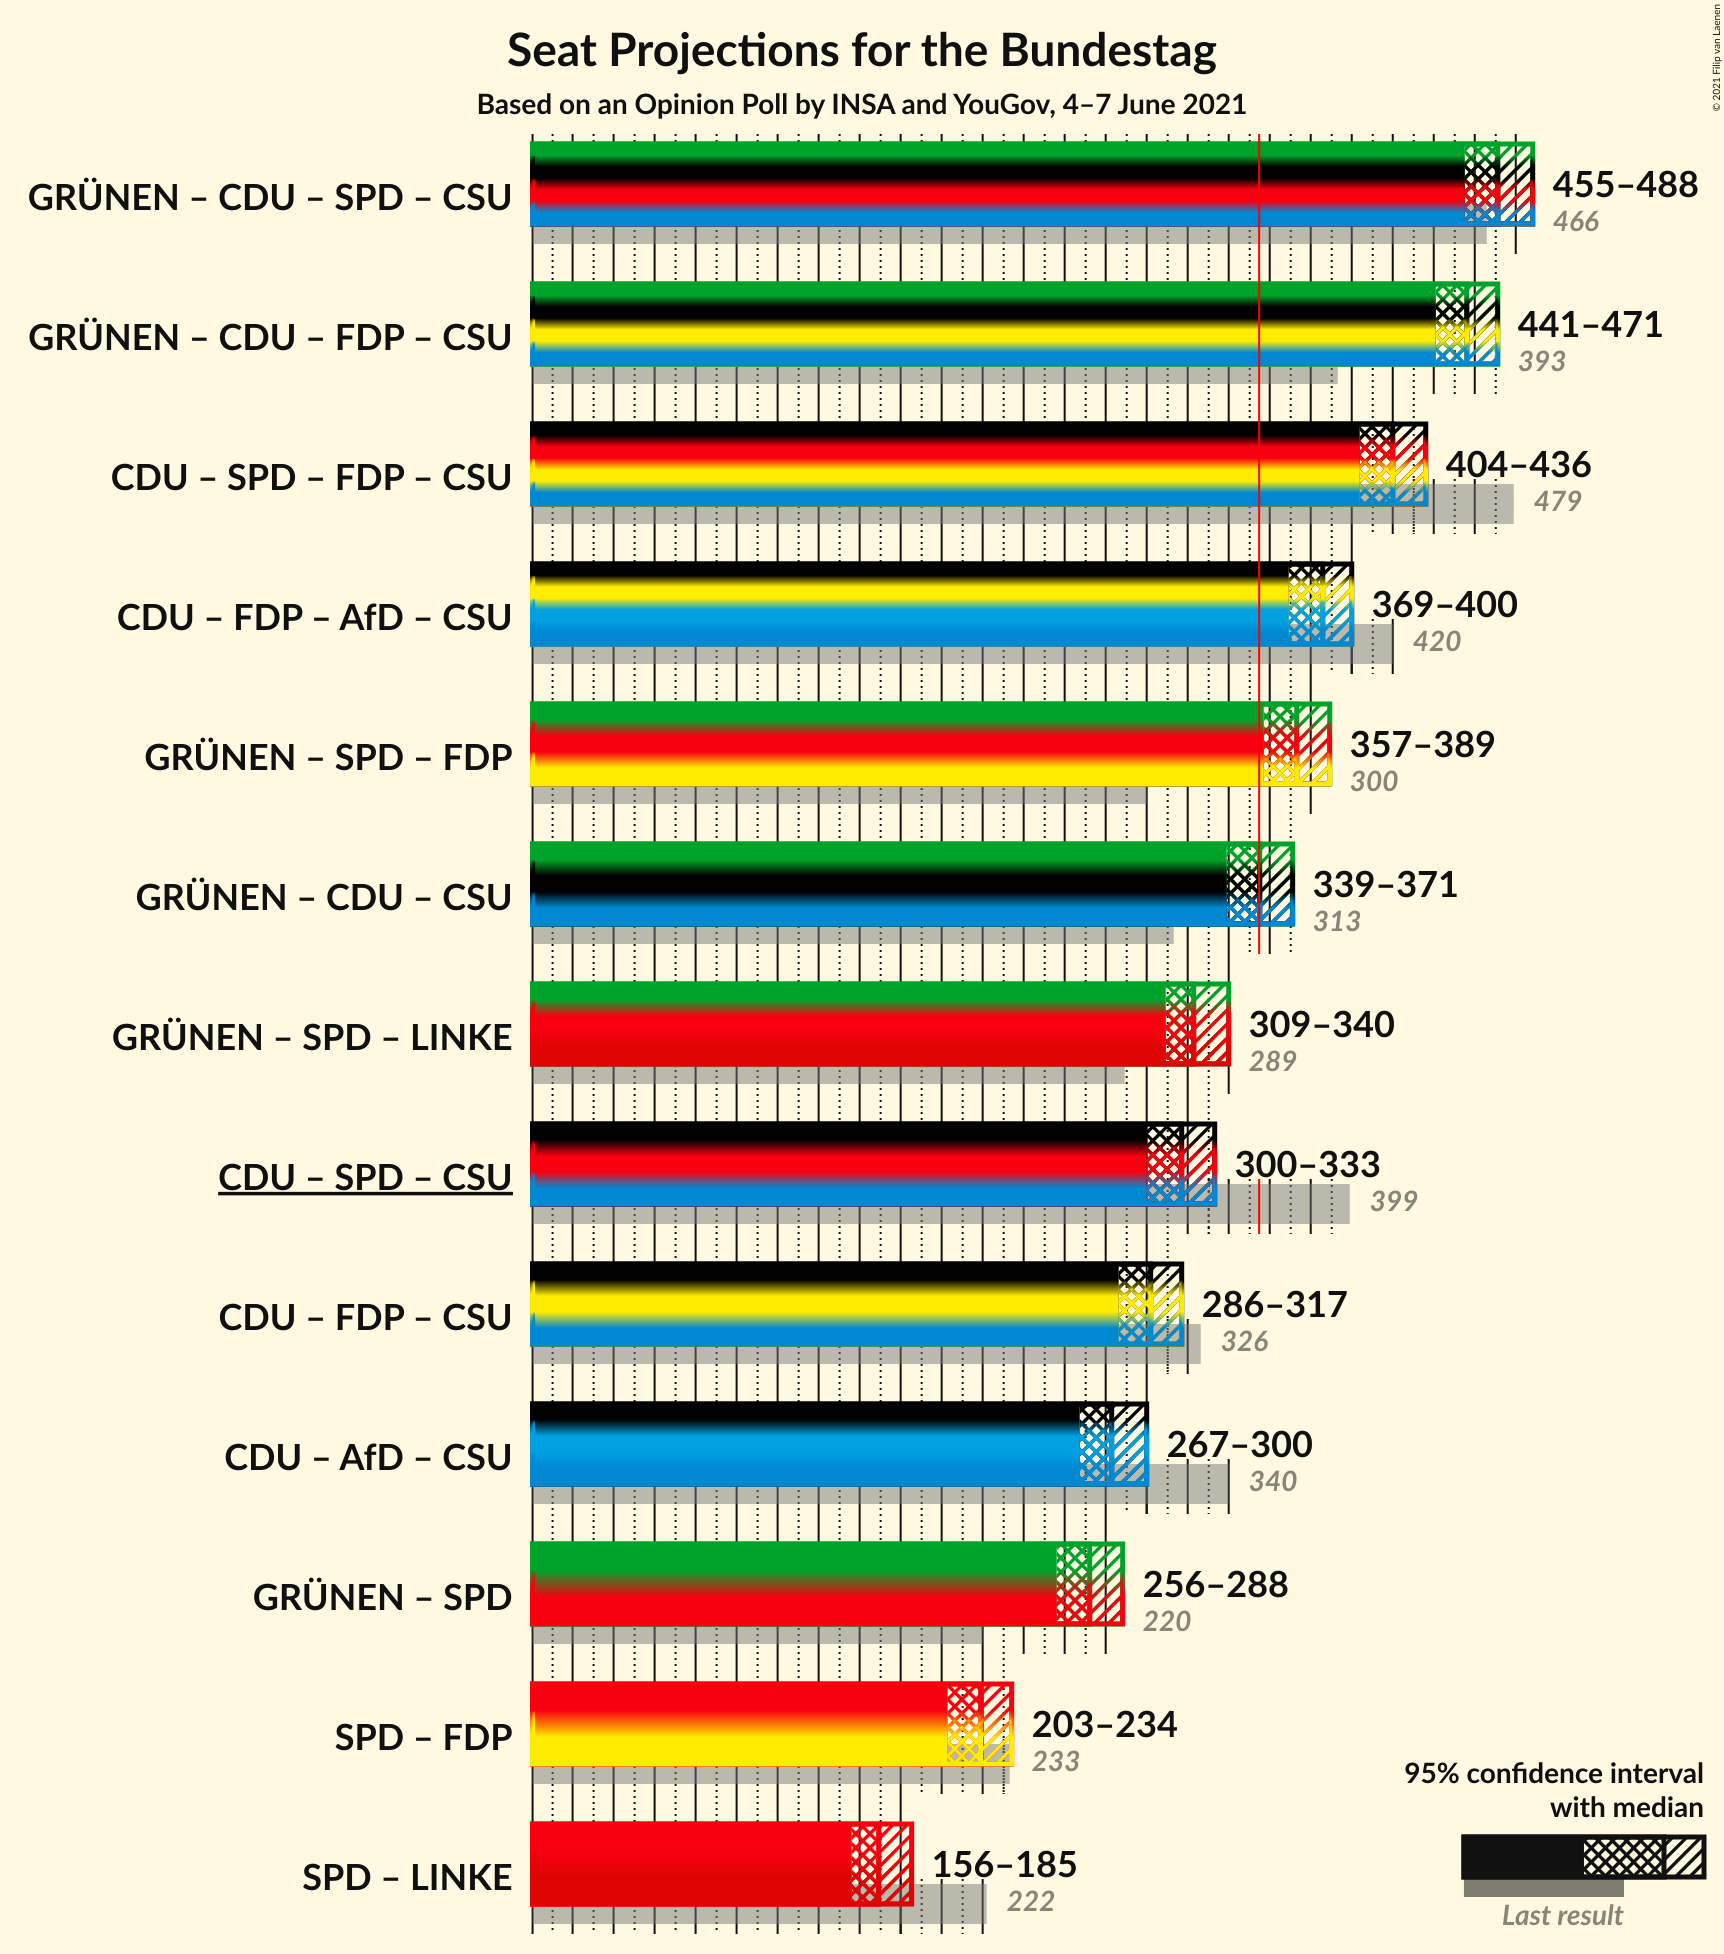 Seat Projections for the Bundestag
Based on an Opinion Poll by INSA and YouGov, 4–7 June 2021
© 2021 Filip van Laenen
GRÜNEN – CDU – SPD – CSU
455–488
466
GRÜNEN – CDU – FDP – CSU
441–471
393
CDU – SPD – FDP – CSU
404–436
479
CDU – FDP – AfD – CSU
369–400
420
GRÜNEN – SPD – FDP
357–389
300
GRÜNEN – CDU – CSU
339–371
313
GRÜNEN – SPD – LINKE
309–340
289
CDU – SPD – CSU
300–333
399
CDU – FDP – CSU
286–317
326
CDU – AfD – CSU
267–300
340
GRÜNEN – SPD
256–288
220
SPD – FDP
203–234
233
SPD – LINKE
156–185
222
95% confidence interval
with median
Last result